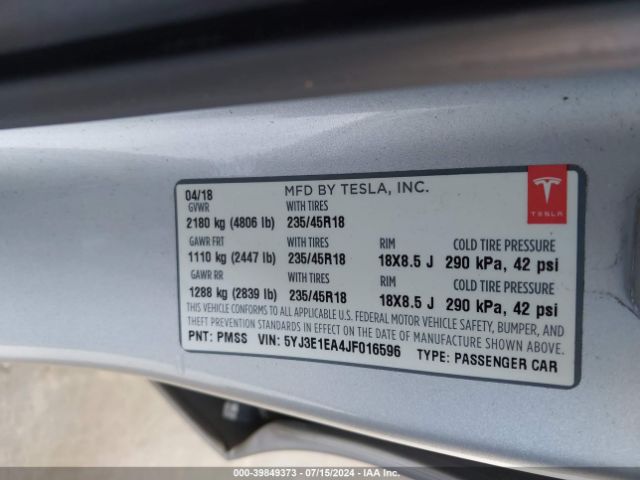 04/18 MFD BY TESLA, INC.
GVWR WITH TIRES
2180 kg (4806 lb) 235/45R18
GAWR FRT WITH TIRES RIM COLD TIRE PRESSURE
1110 kg (2447 lb) 235/45R18 18X8.5 J 290 kPa, 42 psi
GAWR RR WITH TIRES RIM COLD TIRE PRESSURE
1288 kg (2839 lb) 235/45R18 18X8.5 J 290 kPa, 42 psi
THIS VEHICLE CONFORMS TO ALL APPLICABLE U.S. FEDERAL MOTOR VEHICLE SAFETY, BUMPER, AND
THEFT PREVENTION STANDARDS IN EFFECT ON THE DATE OF MANUFACTURE SHOWN ABOVE.
PNT: PMSS VIN: 5YJ3E1EA4JF016596 TYPE: PASSENGER CAR
TESLA
000-39849373 - 07/15/2024 - IAA Inc.